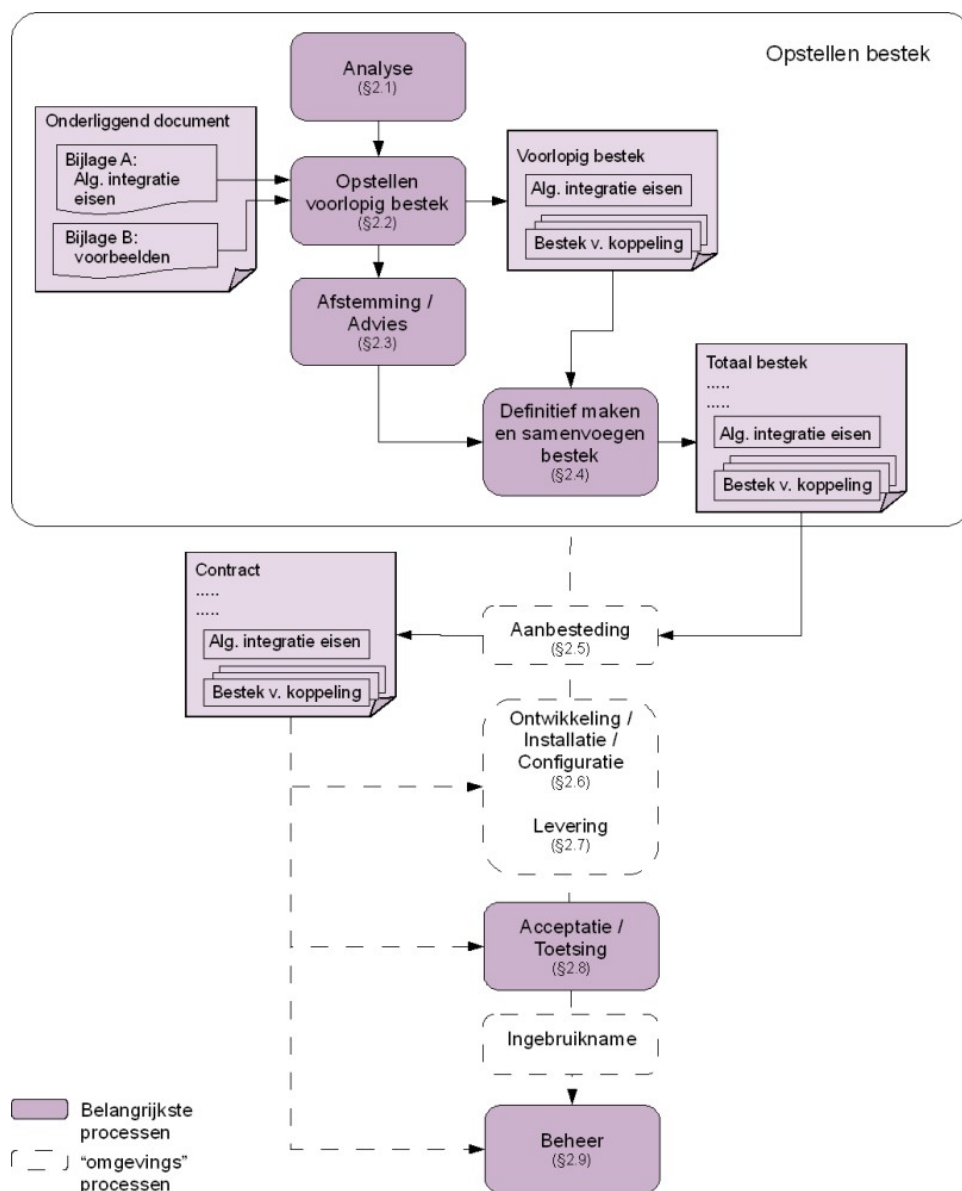 Opstellen bestek
Analyse
(§2.1)
Onderliggend document
Bijlage A:
Alg. integratie
eisen
Bijlage B:
voorbeelden
Opstellen
voorlopig bestek
(§2.2)
Voorlopig bestek
Alg. integratie eisen
Bestek v. koppeling
Afstemming /
Advies
(§2.3)
Definitief maken
en samenvoegen
bestek
(§2.4)
Totaal bestek
.....
.....
Alg. integratie eisen
Bestek v. koppeling
Contract
.....
.....
Alg. integratie eisen
Bestek v. koppeling
Aanbesteding
(§2.5)
Ontwikkeling /
Installatie /
Configuratie
(§2.6)
Levering
(§2.7)
Acceptatie /
Toetsing
(§2.8)
Ingebruikname
Beheer
(§2.9)
Belangrijkste
processen
“omgevings”
processen